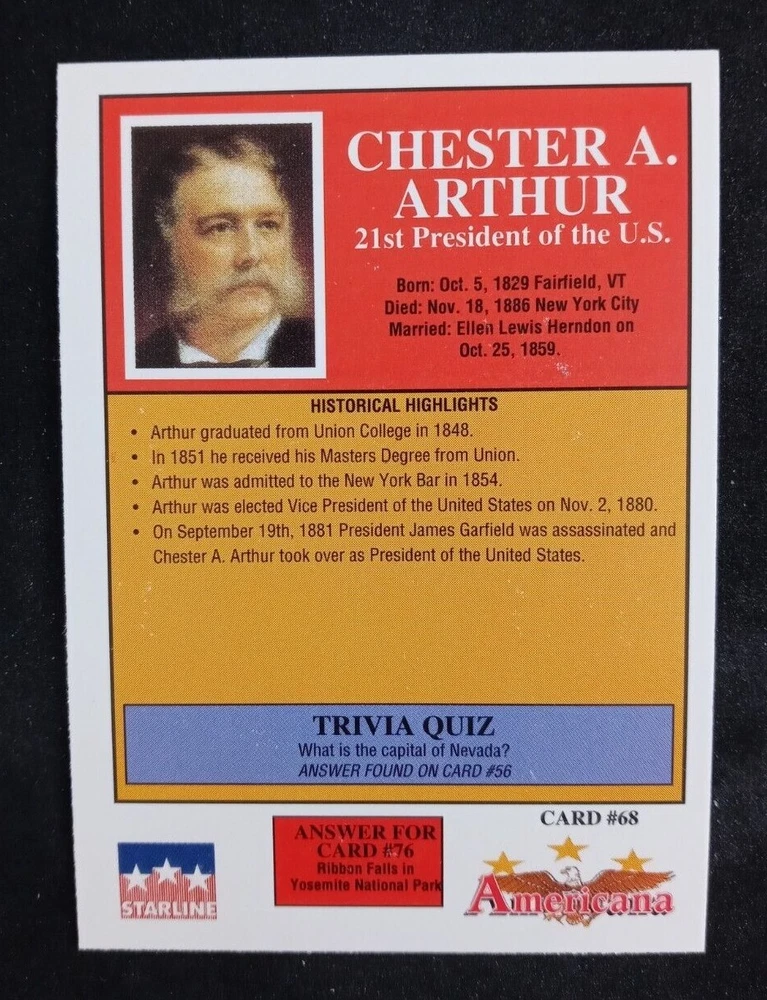 CHESTER A.
ARTHUR
21st President of the U.S.
Born: Oct. 5, 1829 Fairfield, VT
Died: Nov. 18, 1886 New York City
Married: Ellen Lewis Herndon on
Oct. 25, 1859.
HISTORICAL HIGHLIGHTS
• Arthur graduated from Union College in 1848.
• In 1851 he received his Masters Degree from Union.
• Arthur was admitted to the New York Bar in 1854.
• Arthur was elected Vice President of the United States on Nov. 2, 1880.
• On September 19th, 1881 President James Garfield was assassinated and
Chester A. Arthur took over as President of the United States.
TRIVIA QUIZ
What is the capital of Nevada?
ANSWER FOUND ON CARD #56
CARD #68
ANSWER FOR
CARD #76
Ribbon Falls in
Yosemite National Park
STARLINE
Americana